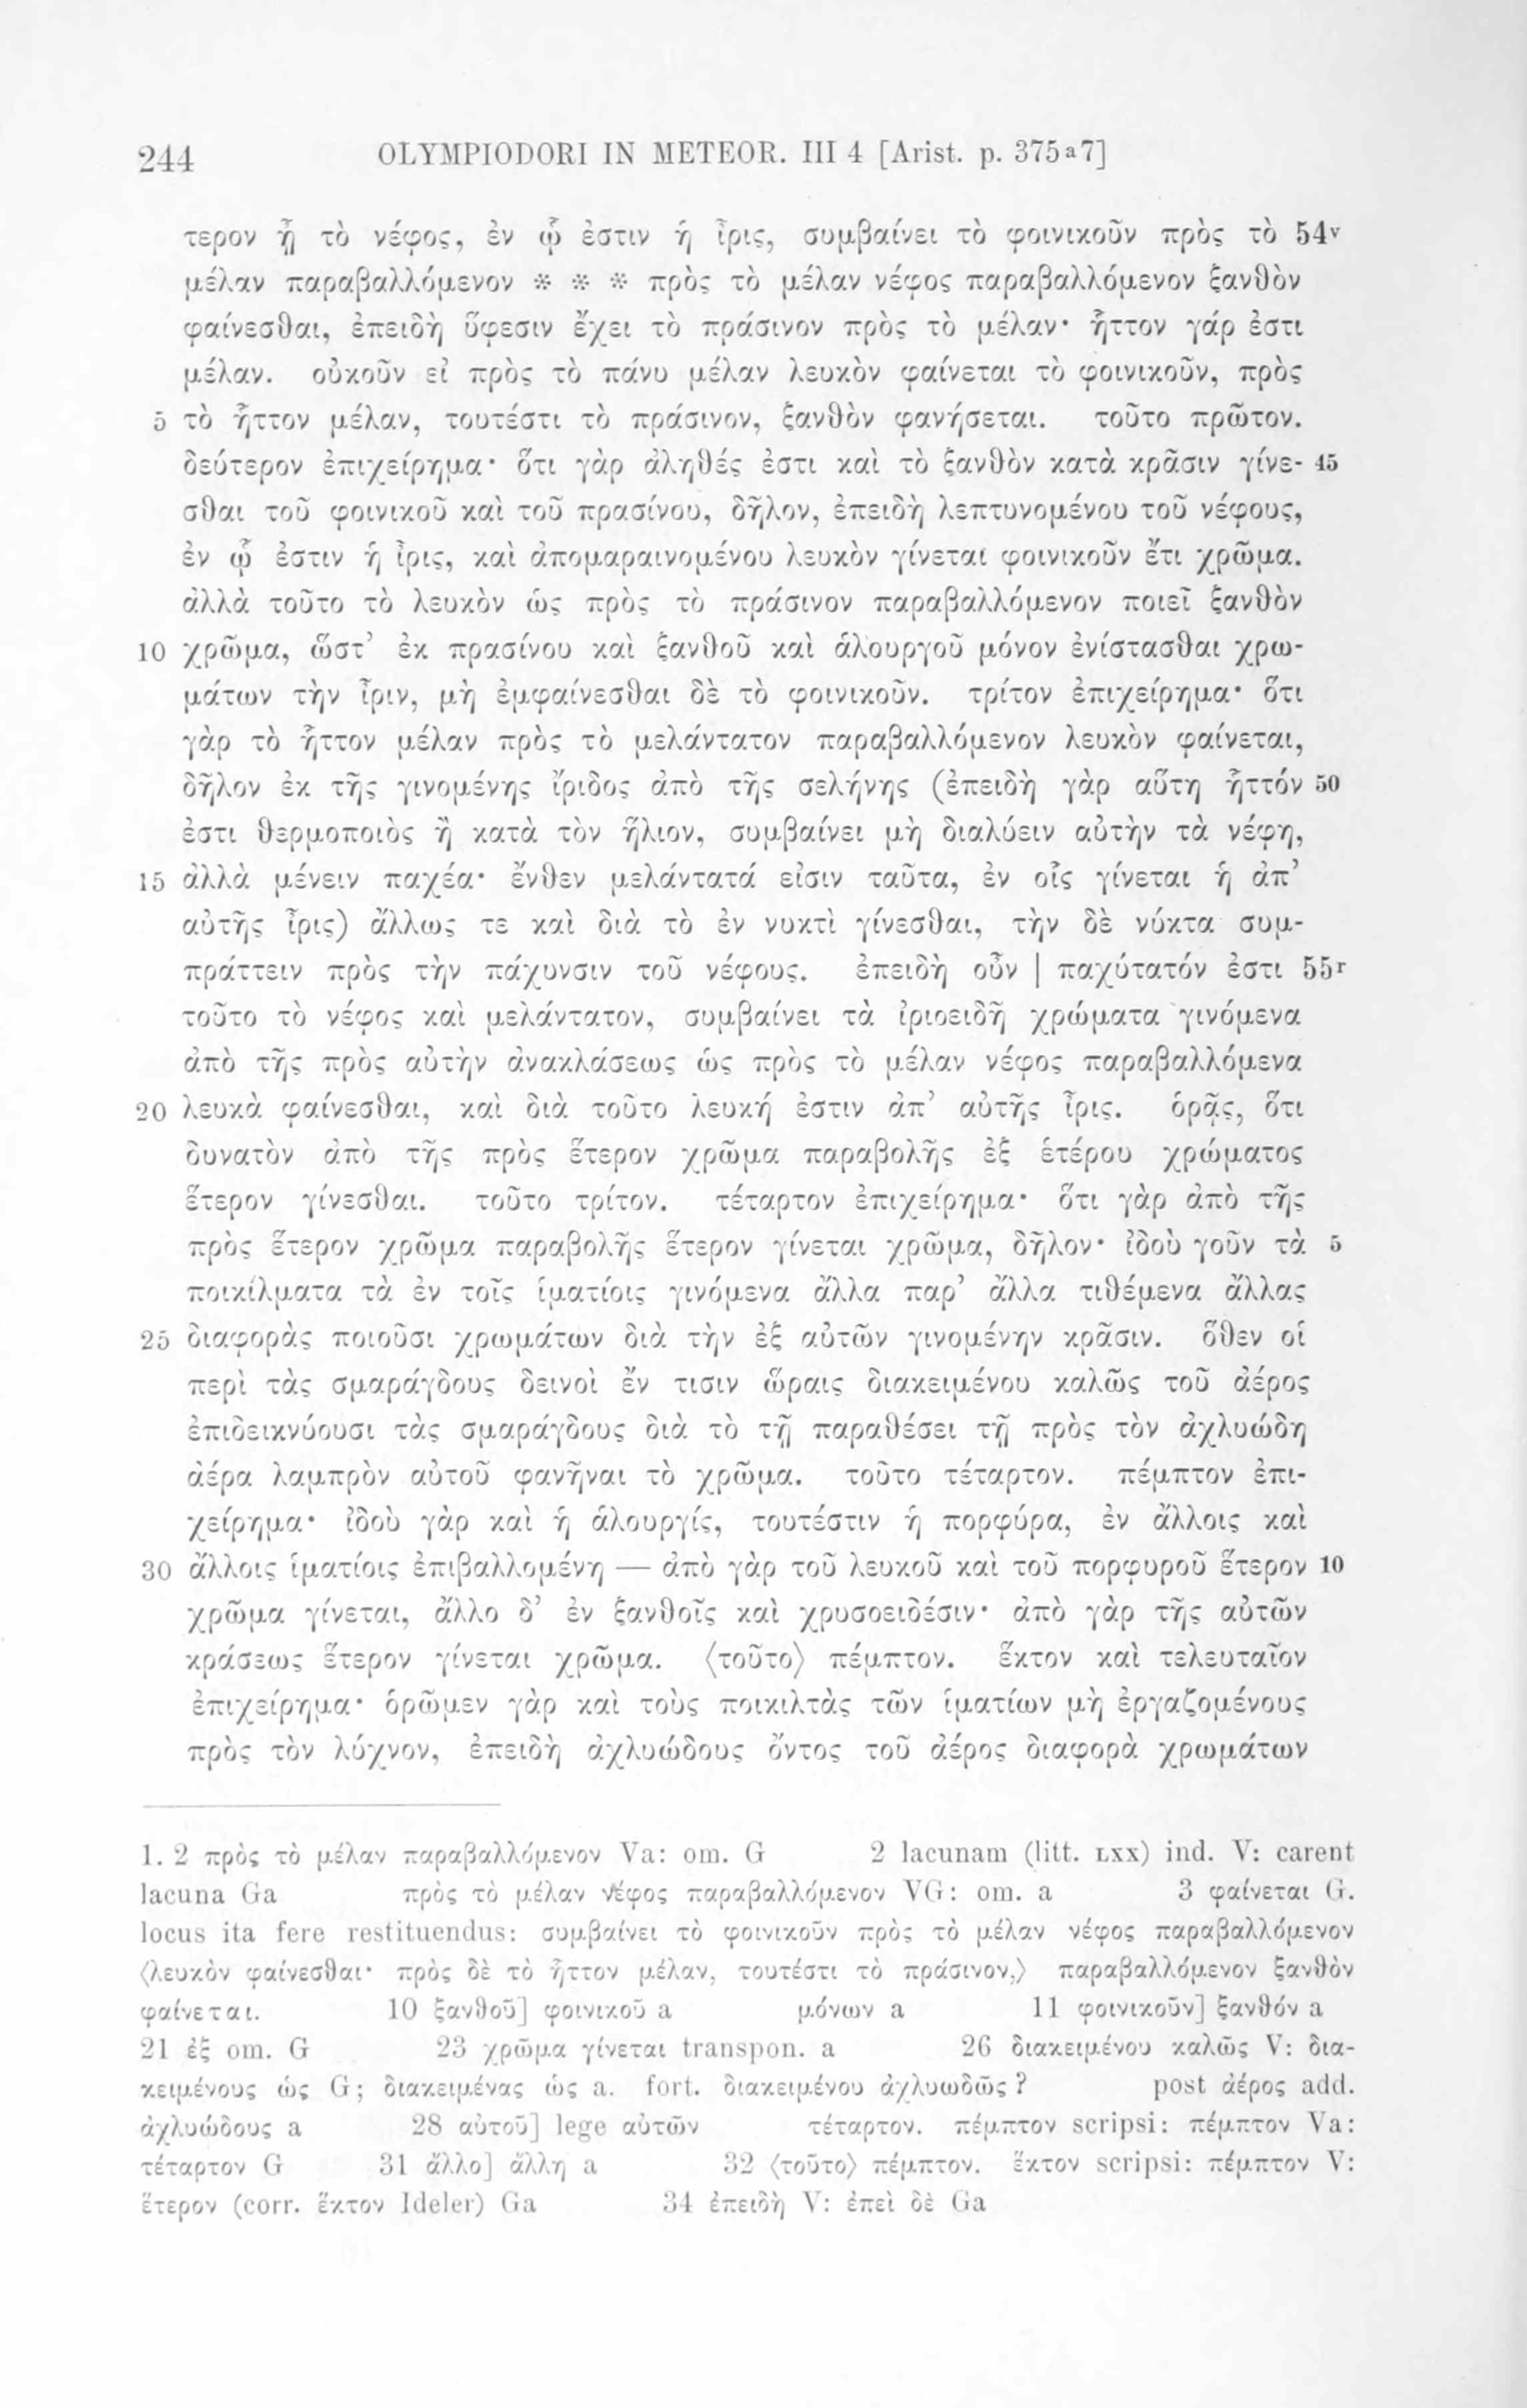 244 OLYMPIODORI IN METEOR. III 4 [Arist. p. 375ª7]
τερον ᾖ τὸ νέφος, ἐν ᾧ ἐστιν ἡ ἶρις, συμβαίνει τὸ φοινικοῦν πρὸς τὸ 54ᵛ
μέλαν παραβαλλόμενον * * * πρὸς τὸ μέλαν νέφος παραβαλλόμενον ξανθὸν
φαίνεσθαι, ἐπειδὴ ὕφεσιν ἔχει τὸ πράσινον πρὸς τὸ μέλαν· ἧττον γάρ ἐστι
μέλαν. οὐκοῦν εἰ πρὸς τὸ πάνυ μέλαν λευκὸν φαίνεται τὸ φοινικοῦν, πρὸς
5 τὸ ἧττον μέλαν, τουτέστι τὸ πράσινον, ξανθὸν φανήσεται. τοῦτο πρῶτον.
δεύτερον ἐπιχείρημα· ὅτι γὰρ ἀληθές ἐστι καὶ τὸ ξανθὸν κατὰ κρᾶσιν γίνε- 45
σθαι τοῦ φοινικοῦ καὶ τοῦ πρασίνου, δῆλον, ἐπειδὴ λεπτυνομένου τοῦ νέφους,
ἐν ᾧ ἐστιν ἡ ἶρις, καὶ ἀπομαραινομένου λευκὸν γίνεται φοινικοῦν ἔτι χρῶμα.
ἀλλὰ τοῦτο τὸ λευκὸν ὡς πρὸς τὸ πράσινον παραβαλλόμενον ποιεῖ ξανθὸν
10 χρῶμα, ὥστ’ ἐκ πρασίνου καὶ ξανθοῦ καὶ ἁλουργοῦ μόνον ἐνίστασθαι χρω-
μάτων τὴν ἶριν, μὴ ἐμφαίνεσθαι δὲ τὸ φοινικοῦν. τρίτον ἐπιχείρημα· ὅτι
γὰρ τὸ ἧττον μέλαν πρὸς τὸ μελάντατον παραβαλλόμενον λευκὸν φαίνεται,
δῆλον ἐκ τῆς γινομένης ἴριδος ἀπὸ τῆς σελήνης (ἐπειδὴ γὰρ αὕτη ἧττόν 50
ἐστι θερμοποιὸς ἢ κατὰ τὸν ἥλιον, συμβαίνει μὴ διαλύειν αὐτὴν τὰ νέφη,
15 ἀλλὰ μένειν παχέα· ἔνθεν μελάντατά εἰσιν ταῦτα, ἐν οἷς γίνεται ἡ ἀπ’
αὐτῆς ἶρις) ἄλλως τε καὶ διὰ τὸ ἐν νυκτὶ γίνεσθαι, τὴν δὲ νύκτα συμ-
πράττειν πρὸς τὴν πάχυνσιν τοῦ νέφους. ἐπειδὴ οὖν | παχύτατόν ἐστι 55ʳ
τοῦτο τὸ νέφος καὶ μελάντατον, συμβαίνει τὰ ἰριοειδῆ χρώματα γινόμενα
ἀπὸ τῆς πρὸς αὐτὴν ἀνακλάσεως ὡς πρὸς τὸ μέλαν νέφος παραβαλλόμενα
20 λευκὰ φαίνεσθαι, καὶ διὰ τοῦτο λευκή ἐστιν ἀπ’ αὐτῆς ἶρις. ὁρᾷς, ὅτι
δυνατὸν ἀπὸ τῆς πρὸς ἕτερον χρῶμα παραβολῆς ἐξ ἑτέρου χρώματος
ἕτερον γίνεσθαι. τοῦτο τρίτον. τέταρτον ἐπιχείρημα· ὅτι γὰρ ἀπὸ τῆς
πρὸς ἕτερον χρῶμα παραβολῆς ἕτερον γίνεται χρῶμα, δῆλον· ἰδοὺ γοῦν τὰ 5
ποικίλματα τὰ ἐν τοῖς ἱματίοις γινόμενα ἄλλα παρ’ ἄλλα τιθέμενα ἄλλας
25 διαφορὰς ποιοῦσι χρωμάτων διὰ τὴν ἐξ αὐτῶν γινομένην κρᾶσιν. ὅθεν οἱ
περὶ τὰς σμαράγδους δεινοὶ ἔν τισιν ὥραις διακειμένου καλῶς τοῦ ἀέρος
ἐπιδεικνύουσι τὰς σμαράγδους διὰ τὸ τῇ παραθέσει τῇ πρὸς τὸν ἀχλυώδη
ἀέρα λαμπρὸν αὐτοῦ φανῆναι τὸ χρῶμα. τοῦτο τέταρτον. πέμπτον ἐπι-
χείρημα· ἰδοὺ γὰρ καὶ ἡ ἁλουργίς, τουτέστιν ἡ πορφύρα, ἐν ἄλλοις καὶ
30 ἄλλοις ἱματίοις ἐπιβαλλομένη — ἀπὸ γὰρ τοῦ λευκοῦ καὶ τοῦ πορφυροῦ ἕτερον 10
χρῶμα γίνεται, ἄλλο δ’ ἐν ξανθοῖς καὶ χρυσοειδέσιν· ἀπὸ γὰρ τῆς αὐτῶν
κράσεως ἕτερον γίνεται χρῶμα. ⟨τοῦτο⟩ πέμπτον. ἕκτον καὶ τελευταῖον
ἐπιχείρημα· ὁρῶμεν γὰρ καὶ τοὺς ποικιλτὰς τῶν ἱματίων μὴ ἐργαζομένους
πρὸς τὸν λύχνον, ἐπειδὴ ἀχλυώδους ὄντος τοῦ ἀέρος διαφορὰ χρωμάτων
1. 2 πρὸς τὸ μέλαν παραβαλλόμενον Va: om. G 2 lacunam (litt. LXX) ind. V: carent
lacuna Ga πρὸς τὸ μέλαν νέφος παραβαλλόμενον VG: om. a 3 φαίνεται G.
locus ita fere restituendus: συμβαίνει τὸ φοινικοῦν πρὸς τὸ μέλαν νέφος παραβαλλόμενον
⟨λευκὸν φαίνεσθαι· πρὸς δὲ τὸ ἧττον μέλαν, τουτέστι τὸ πράσινον,⟩ παραβαλλόμενον ξανθὸν
φαίνεται. 10 ξανθοῦ] φοινικοῦ a μόνων a 11 φοινικοῦν] ξανθόν a
21 ἐξ om. G 23 χρῶμα γίνεται transpon. a 26 διακειμένου καλῶς V: δια-
κειμένους ὡς G; διακειμένας ὡς a. fort. διακειμένου ἀχλυωδῶς? post ἀέρος add.
ἀχλυώδους a 28 αὐτοῦ] lege αὐτῶν τέταρτον. πέμπτον scripsi: πέμπτον Va:
τέταρτον G 31 ἄλλο] ἄλλη a 32 ⟨τοῦτο⟩ πέμπτον. ἕκτον scripsi: πέμπτον V:
ἕτερον (corr. ἕκτον Ideler) Ga 34 ἐπειδὴ V: ἐπεὶ δὲ Ga